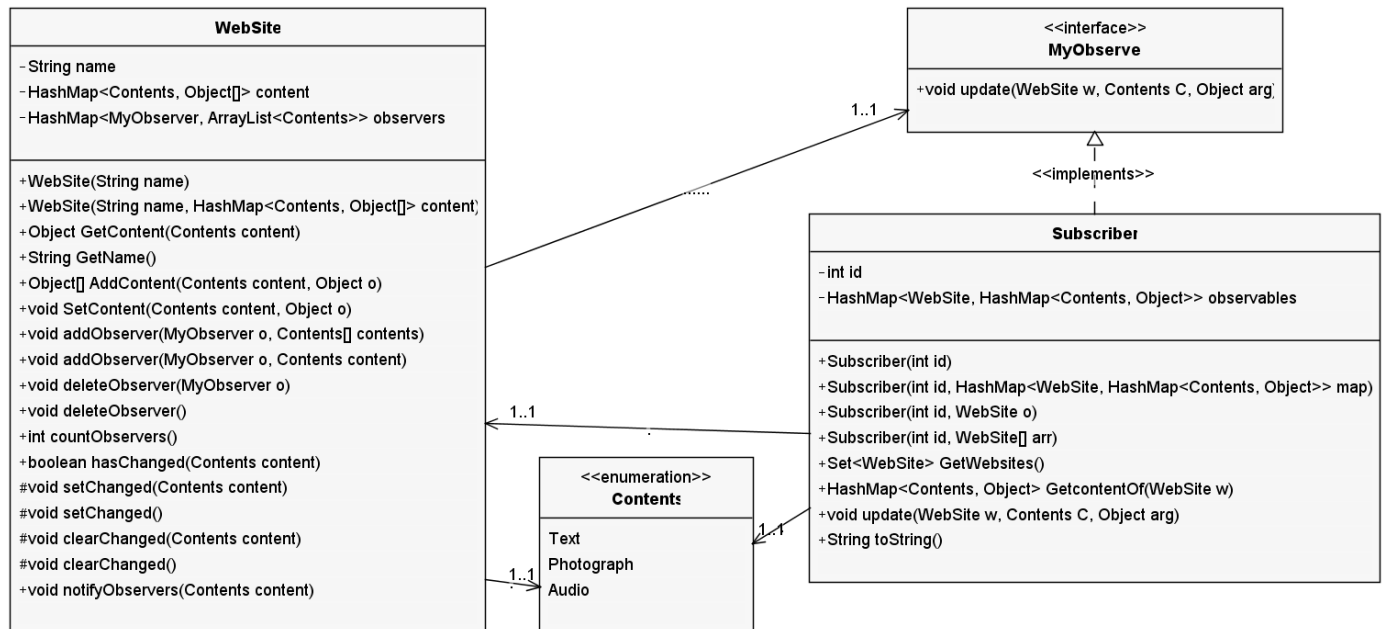 WebSite
-String name
-HashMap<Contents, Object[]> content
-HashMap<MyObserver, ArrayList<Contents>> observers
+WebSite(String name)
+WebSite(String name, HashMap<Contents, Object[]> content)
+Object GetContent(Contents content)
+String GetName()
+Object[] AddContent(Contents content, Object o)
+void SetContent(Contents content, Object o)
+void addObserver(MyObserver o, Contents[] contents)
+void addObserver(MyObserver o, Contents content)
+void deleteObserver(MyObserver o)
+void deleteObserver()
+int countObservers()
+boolean hasChanged(Contents content)
#void setChanged(Contents content)
#void setChanged()
#void clearChanged(Contents content)
#void clearChanged()
+void notifyObservers(Contents content)
<<interface>>
MyObserve
+void update(WebSite w, Contents C, Object arg)
1..1
......
<<implements>>
Subscriber
-int id
-HashMap<WebSite, HashMap<Contents, Object>> observables
+Subscriber(int id)
+Subscriber(int id, HashMap<WebSite, HashMap<Contents, Object>> map)
+Subscriber(int id, WebSite o)
+Subscriber(int id, WebSite[] arr)
+Set<WebSite> GetWebsites()
+HashMap<Contents, Object> GetcontentOf(WebSite w)
+void update(WebSite w, Contents C, Object arg)
+String toString()
1..1
.
<<enumeration>>
Contents
Text
Photograph
Audio
1..1
1..1
.